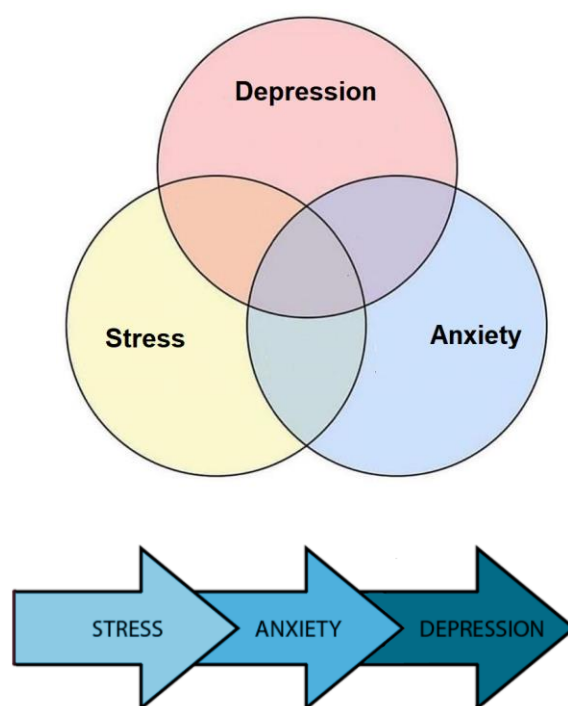 Depression
Stress
Anxiety
STRESS
ANXIETY
DEPRESSION